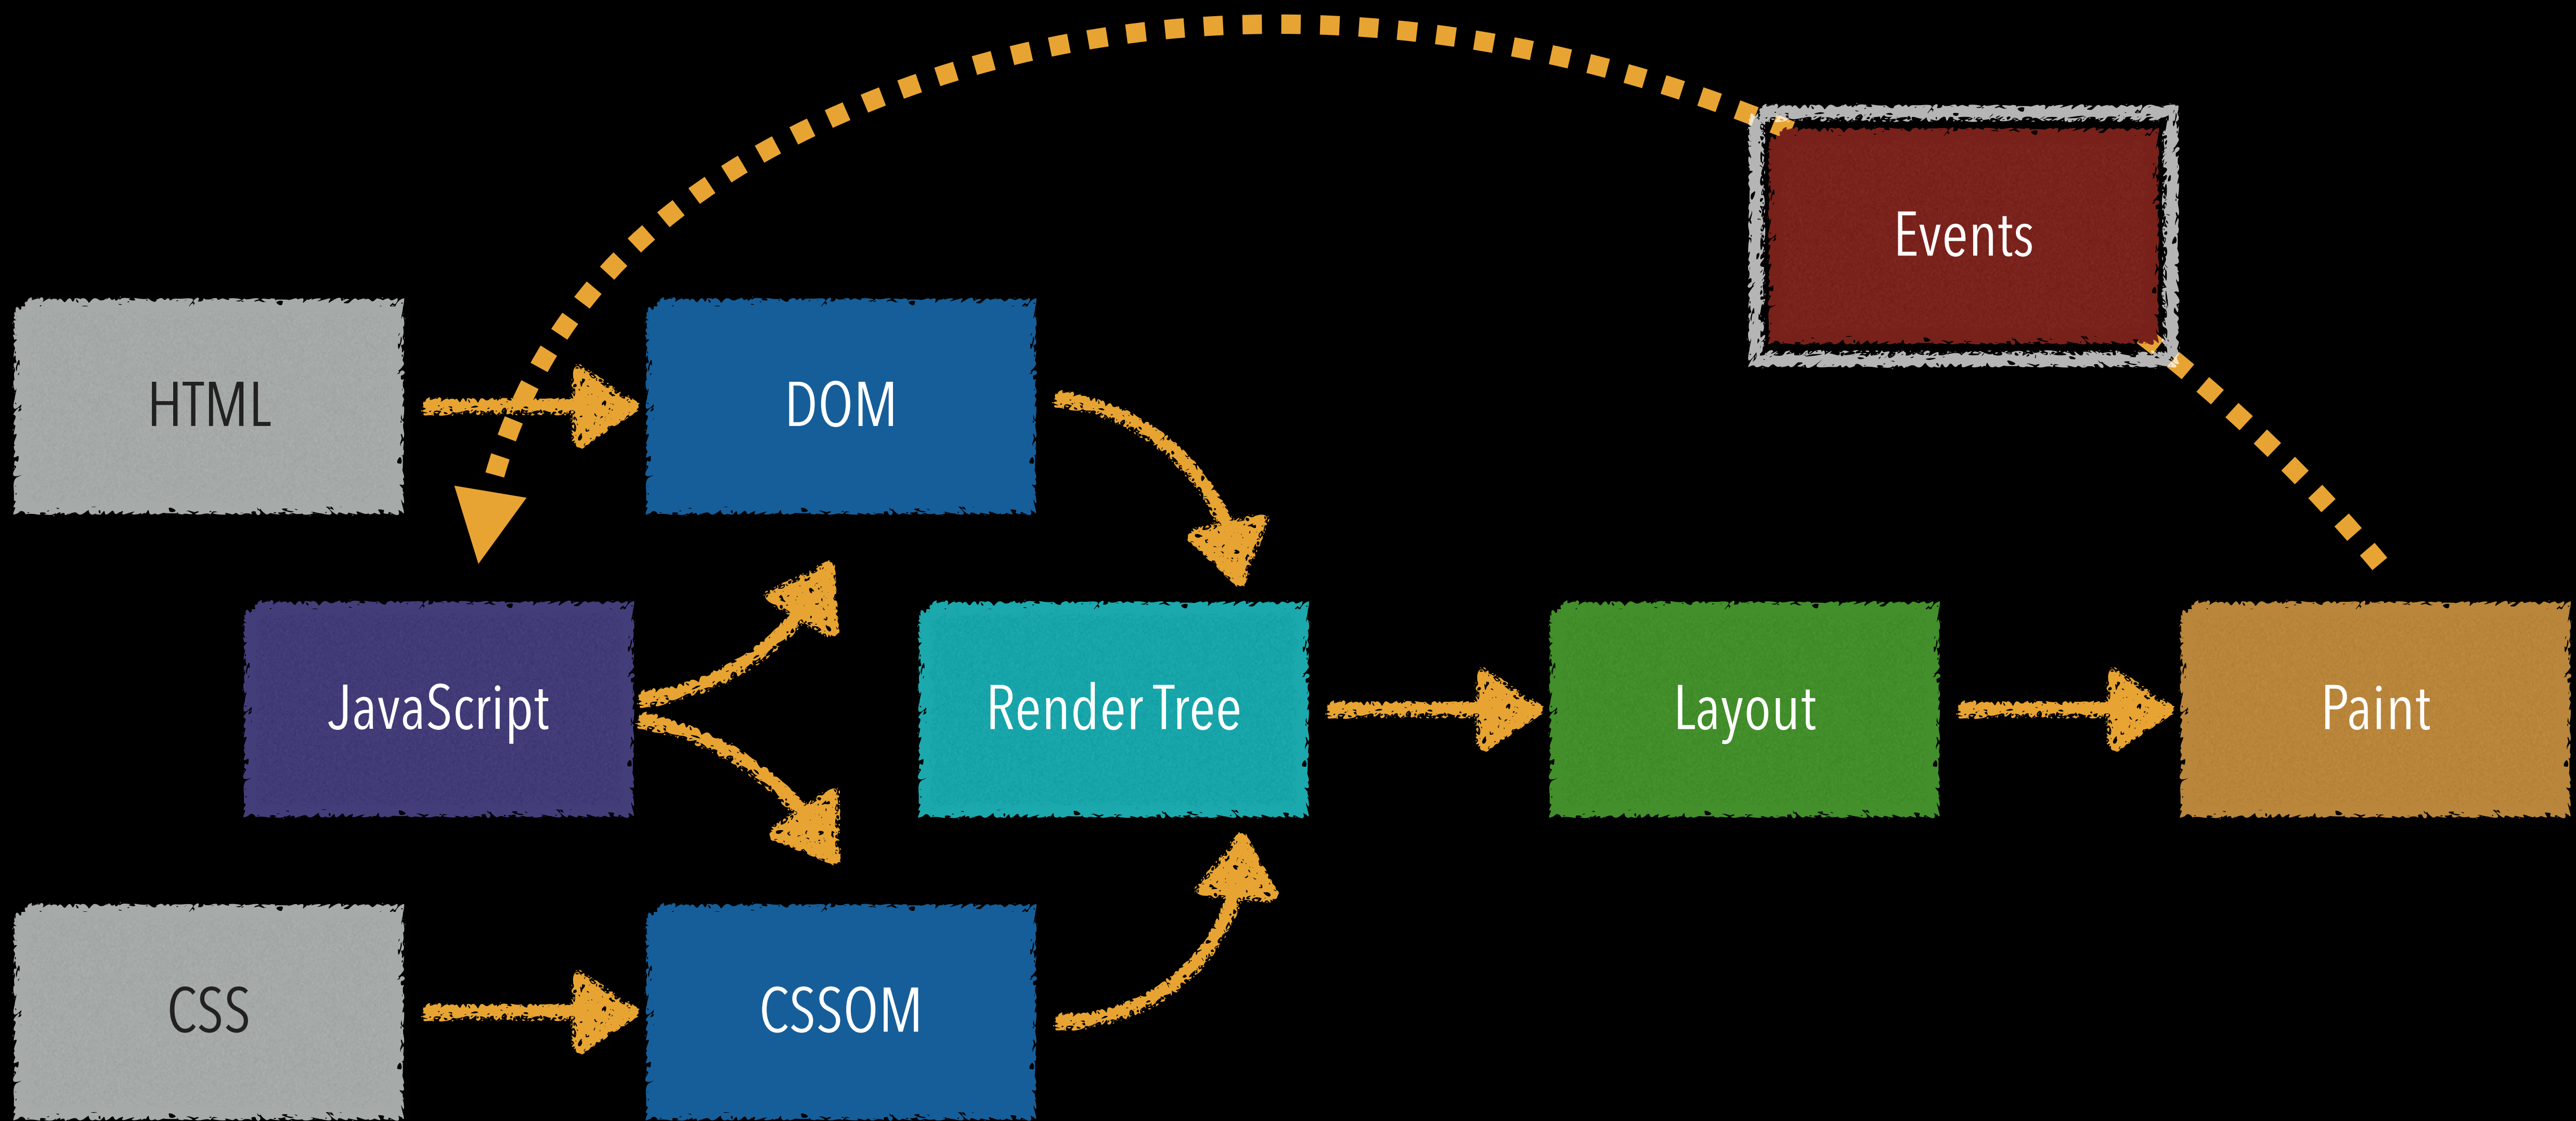 Events
HTML
DOM
JavaScript
Render Tree
Layout
Paint
CSS
CSSOM